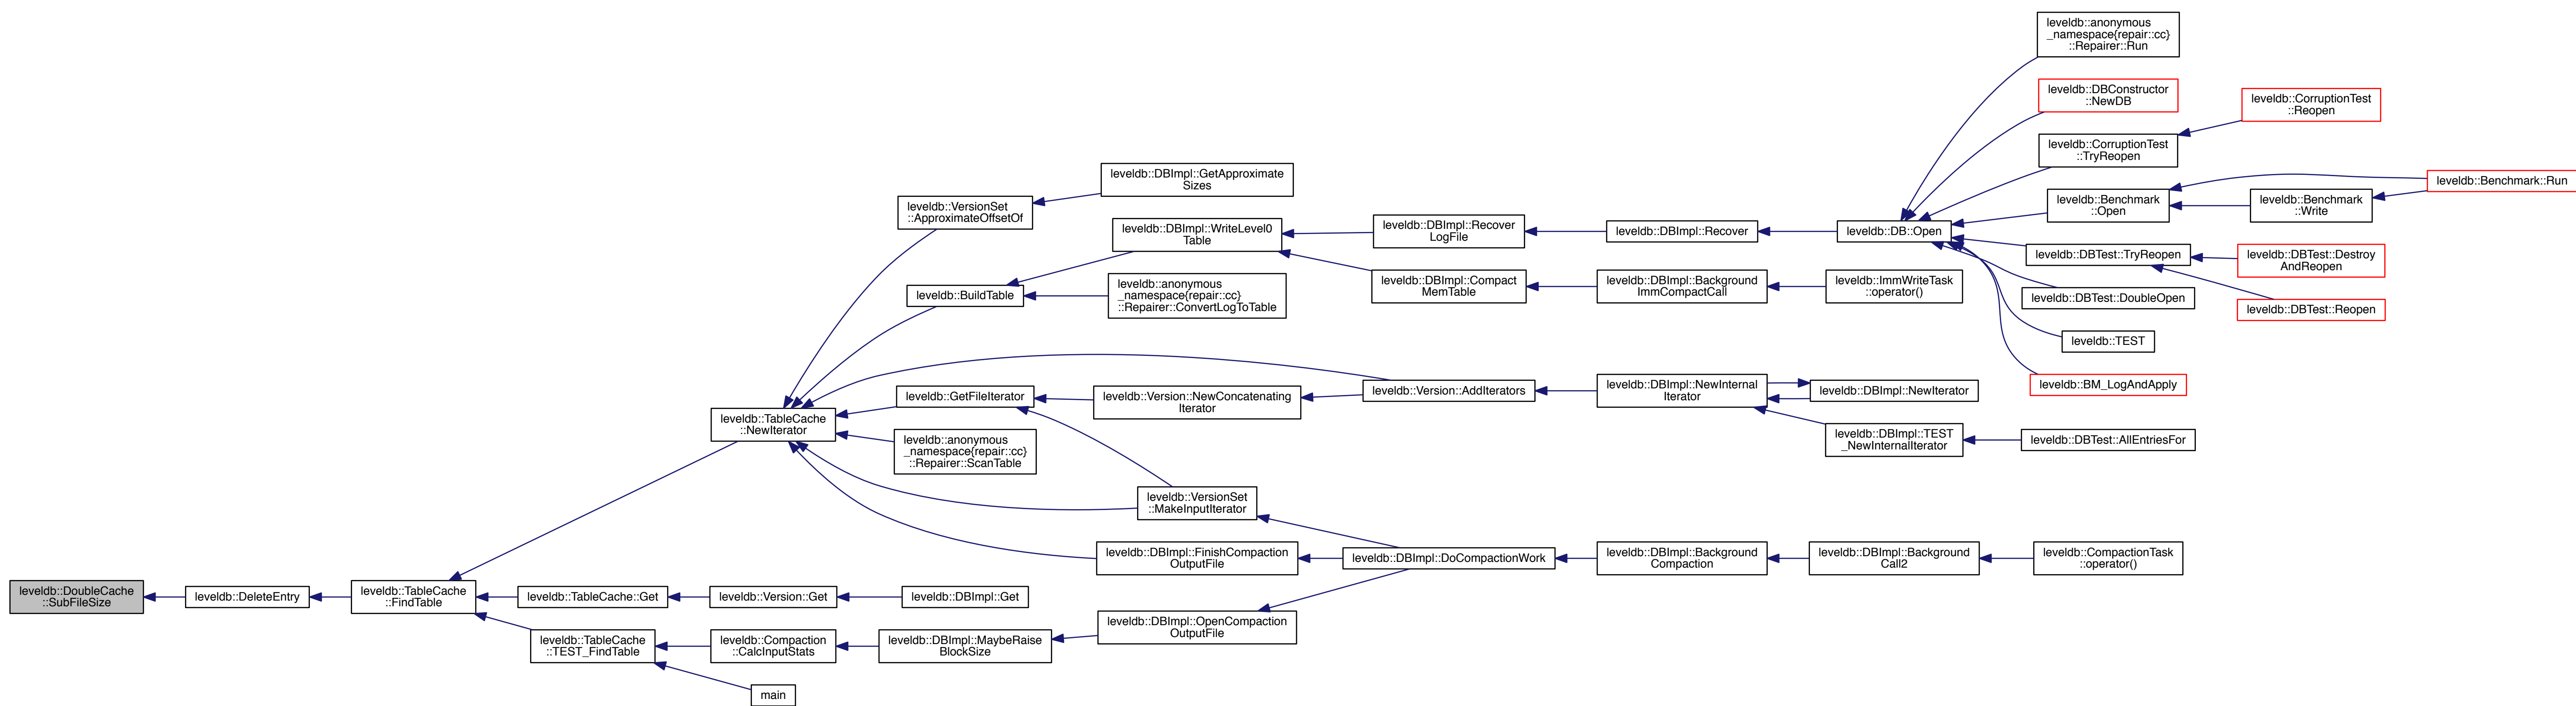 leveldb::DoubleCache
::SubFileSize
leveldb::DeleteEntry
leveldb::TableCache
::FindTable
leveldb::TableCache
::NewIterator
leveldb::TableCache::Get
leveldb::TableCache
::TEST_FindTable
leveldb::VersionSet
::ApproximateOffsetOf
leveldb::BuildTable
leveldb::GetFileIterator
leveldb::anonymous
_namespace{repair::cc}
::Repairer::ScanTable
leveldb::Version::Get
leveldb::Compaction
::CalcInputStats
main
leveldb::DBImpl::GetApproximate
Sizes
leveldb::DBImpl::WriteLevel0
Table
leveldb::anonymous
_namespace{repair::cc}
::Repairer::ConvertLogToTable
leveldb::Version::NewConcatenating
Iterator
leveldb::VersionSet
::MakeInputIterator
leveldb::DBImpl::FinishCompaction
OutputFile
leveldb::DBImpl::Get
leveldb::DBImpl::MaybeRaise
BlockSize
leveldb::DBImpl::OpenCompaction
OutputFile
leveldb::DBImpl::Recover
LogFile
leveldb::DBImpl::Compact
MemTable
leveldb::Version::AddIterators
leveldb::DBImpl::DoCompactionWork
leveldb::DBImpl::Recover
leveldb::DBImpl::Background
ImmCompactCall
leveldb::DBImpl::NewInternal
Iterator
leveldb::DBImpl::Background
Compaction
leveldb::DB::Open
leveldb::ImmWriteTask
::operator()
leveldb::DBImpl::NewIterator
leveldb::DBImpl::TEST
_NewInternalIterator
leveldb::DBImpl::Background
Call2
leveldb::anonymous
_namespace{repair::cc}
::Repairer::Run
leveldb::DBConstructor
::NewDB
leveldb::CorruptionTest
::TryReopen
leveldb::Benchmark
::Open
leveldb::DBTest::TryReopen
leveldb::DBTest::DoubleOpen
leveldb::TEST
leveldb::BM_LogAndApply
leveldb::DBTest::AllEntriesFor
leveldb::CompactionTask
::operator()
leveldb::CorruptionTest
::Reopen
leveldb::Benchmark
::Write
leveldb::DBTest::Destroy
AndReopen
leveldb::DBTest::Reopen
leveldb::Benchmark::Run